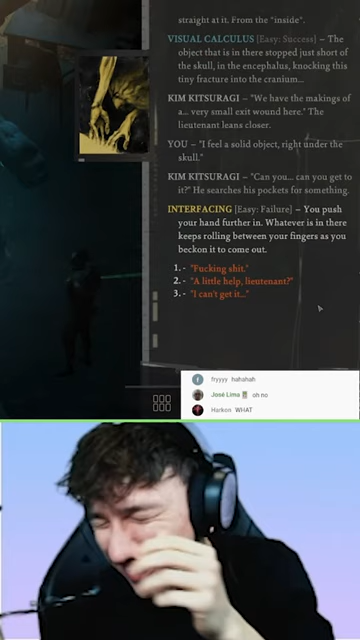 straight at it. From the "inside".
VISUAL CALCULUS [Easy: Success] – The
object that is in there stopped just short of
the skull, in the encephalus, knocking this
tiny fracture into the cranium...
KIM KITSURAGI – "We have the makings of
a... very small exit wound here." The
lieutenant leans closer.
YOU – "I feel a solid object, right under the
skull."
KIM KITSURAGI – "Can you... can you get to
it?" He searches his pockets for something.
INTERFACING [Easy: Failure] – You push
your hand further in. Whatever is in there
keeps rolling between your fingers as you
beckon it to come out.
1. - "Fucking shit."
2. - "A little help, lieutenant?"
3. - "I can't get it..."
f fryyyy hahahah
José Lima oh no
Harken WHAT